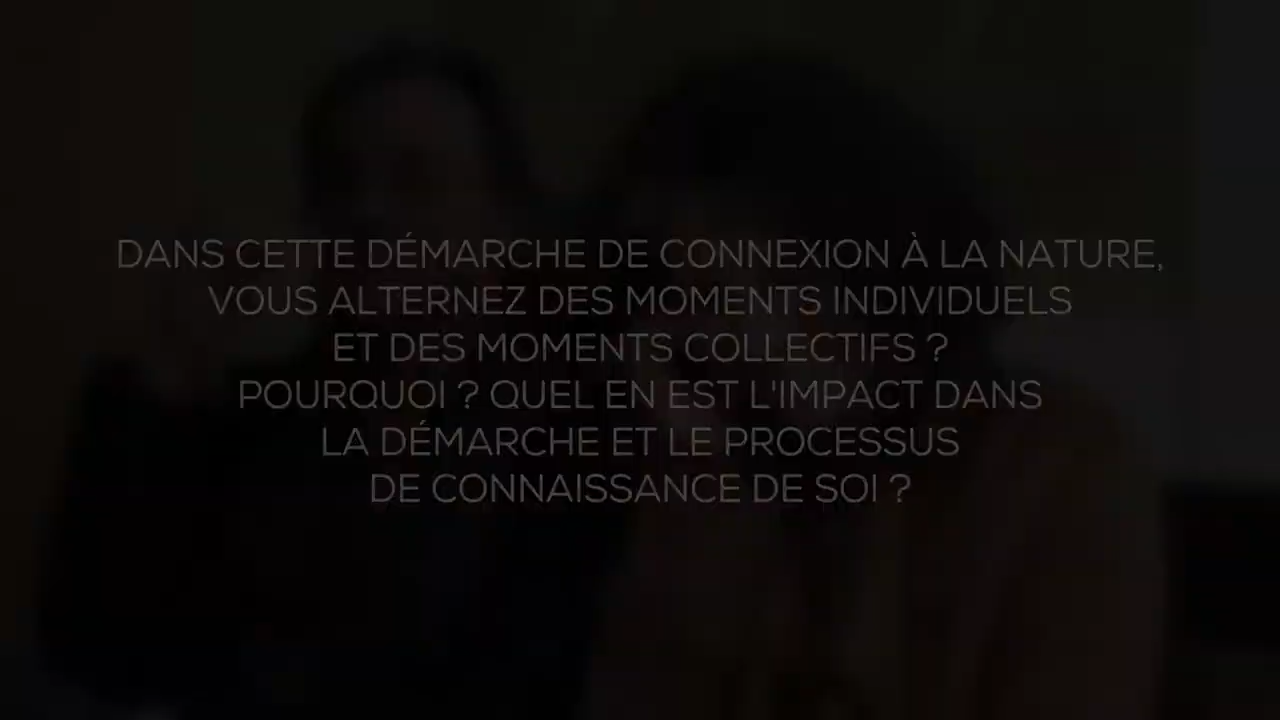 DANS CETTE DÉMARCHE DE CONNEXION À LA NATURE,
VOUS ALTERNEZ DES MOMENTS INDIVIDUELS
ET DES MOMENTS COLLECTIFS ?
POURQUOI ? QUEL EN EST L'IMPACT DANS
LA DÉMARCHE ET LE PROCESSUS
DE CONNAISSANCE DE SOI ?